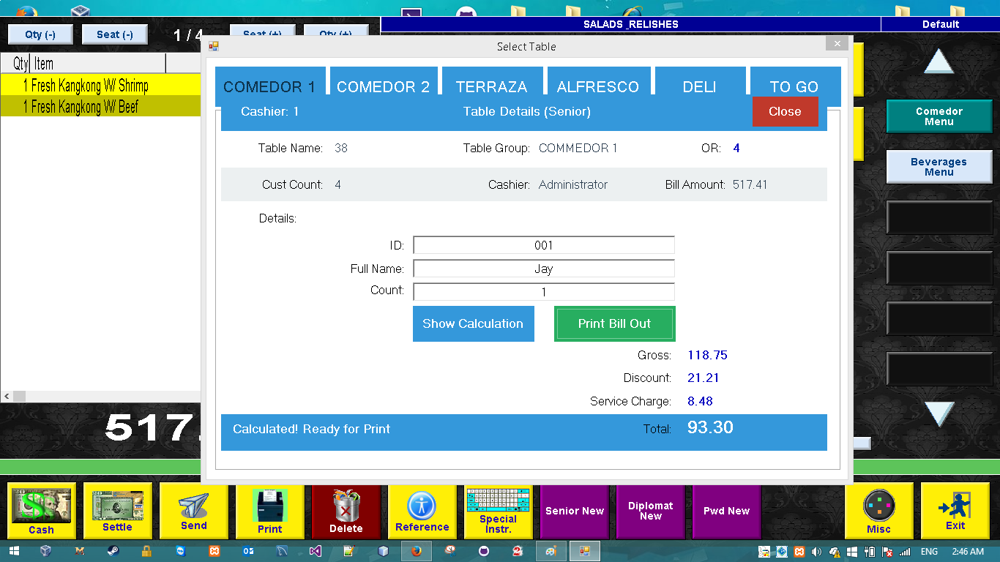 SALADS _RELISHES
Default
Qty (-)
Seat (-)
1 / 4
Seat (+)
Qty (+)
Select Table
Qty Item
1 Fresh Kangkong W/ Shrimp
1 Fresh Kangkong W/ Beef
COMEDOR 1
COMEDOR 2
TERRAZA
ALFRESCO
DELI
TO GO
Cashier: 1
Table Details (Senior)
Close
Table Name: 38
Table Group: COMMEDOR 1
OR: 4
Cust Count: 4
Cashier: Administrator
Bill Amount: 517.41
Details:
ID: 001
Full Name: Jay
Count: 1
Show Calculation
Print Bill Out
Gross: 118.75
Discount: 21.21
Service Charge: 8.48
Calculated! Ready for Print
Total: 93.30
Comedor
Menu
Beverages
Menu
517.
Cash
Settle
Send
Print
Delete
Reference
Special
Instr.
Senior New
Diplomat
New
Pwd New
Misc
Exit
ENG
2:46 AM